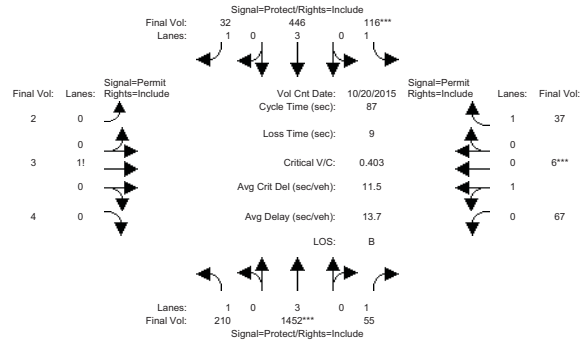 Signal=Protect/Rights=Include
Final Vol: 32 446 116***
Lanes: 1 0 3 0 1
Signal=Permit Signal=Permit
Final Vol: Lanes: Rights=Include Vol Cnt Date: 10/20/2015 Rights=Include Lanes: Final Vol:
Cycle Time (sec): 87
2 0 1 37
Loss Time (sec): 9
0 0
3 1! Critical V/C: 0.403 0 6***
0 Avg Crit Del (sec/veh): 11.5 1
4 0 Avg Delay (sec/veh): 13.7 0 67
LOS: B
Lanes: 1 0 3 0 1
Final Vol: 210 1452*** 55
Signal=Protect/Rights=Include